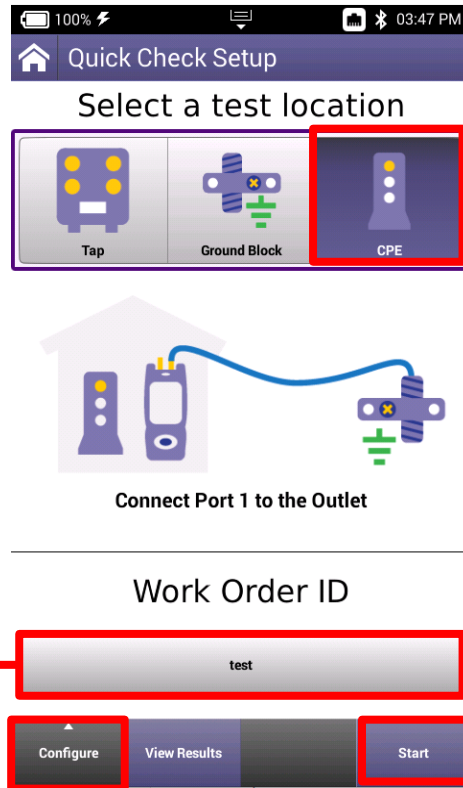 100% 03:47 PM
Quick Check Setup
Select a test location
Tap Ground Block CPE
Connect Port 1 to the Outlet
Work Order ID
test
Configure View Results Start